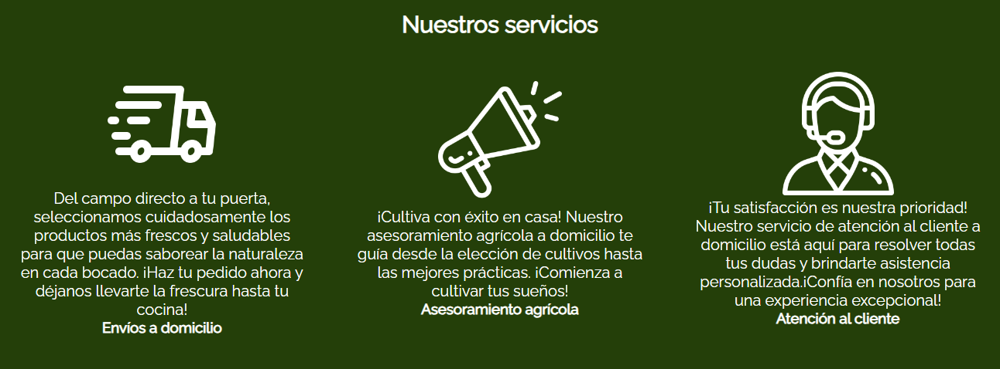 Nuestros servicios
Del campo directo a tu puerta,
seleccionamos cuidadosamente los
productos más frescos y saludables
para que puedas saborear la naturaleza
en cada bocado. ¡Haz tu pedido ahora y
déjanos llevarte la frescura hasta tu
cocina!
Envíos a domicilio
¡Cultiva con éxito en casa! Nuestro
asesoramiento agrícola a domicilio te
guía desde la elección de cultivos hasta
las mejores prácticas. ¡Comienza a
cultivar tus sueños!
Asesoramiento agrícola
¡Tu satisfacción es nuestra prioridad!
Nuestro servicio de atención al cliente a
domicilio está aquí para resolver todas
tus dudas y brindarte asistencia
personalizada.¡Confía en nosotros para
una experiencia excepcional!
Atención al cliente